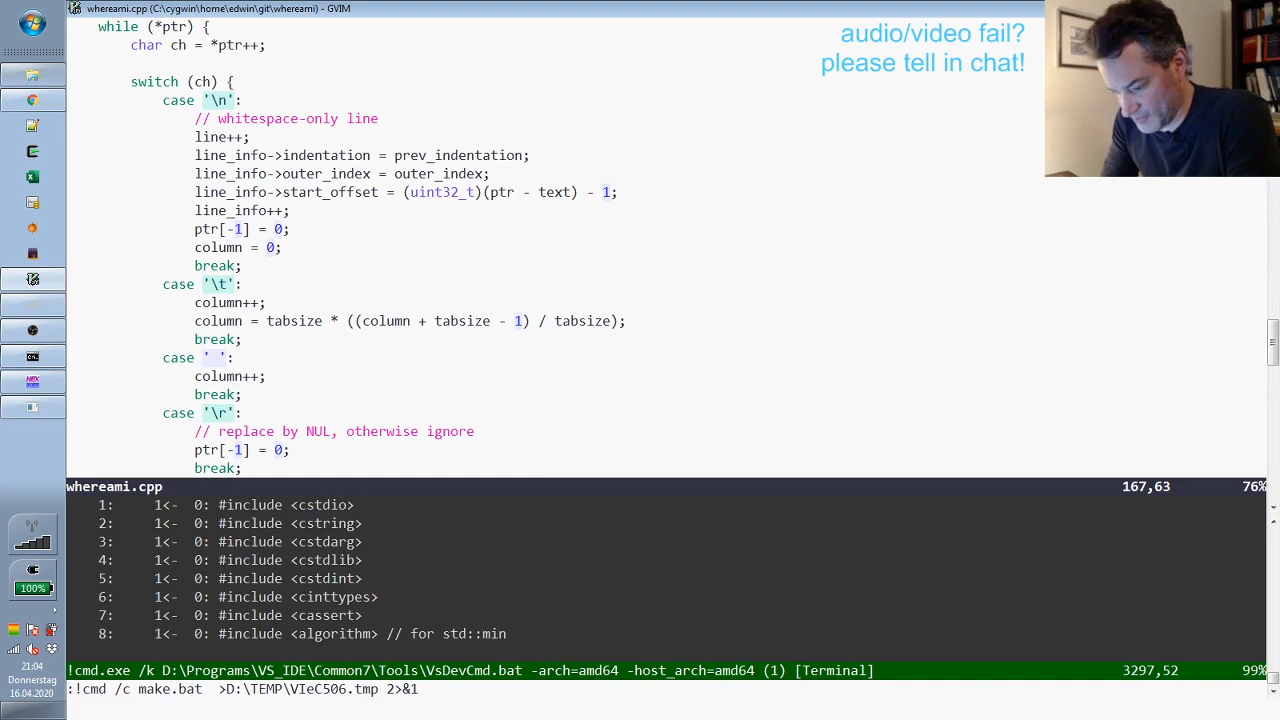 whereami.cpp (C:\cygwin\home\edwin\git\whereami) - GVIM
while (*ptr) {
char ch = *ptr++;
switch (ch) {
case '\n':
// whitespace-only line
line++;
line_info->indentation = prev_indentation;
line_info->outer_index = outer_index;
line_info->start_offset = (uint32_t)(ptr - text) - 1;
line_info++;
ptr[-1] = 0;
column = 0;
break;
case '\t':
column++;
column = tabsize * ((column + tabsize - 1) / tabsize);
break;
case ' ':
column++;
break;
case '\r':
// replace by NUL, otherwise ignore
ptr[-1] = 0;
break;
audio/video fail?
please tell in chat!
whereami.cpp 167,63 76%
1: 1<- 0: #include <cstdio>
2: 1<- 0: #include <cstring>
3: 1<- 0: #include <cstdarg>
4: 1<- 0: #include <cstdlib>
5: 1<- 0: #include <cstdint>
6: 1<- 0: #include <cinttypes>
7: 1<- 0: #include <cassert>
8: 1<- 0: #include <algorithm> // for std::min
!cmd.exe /k D:\Programs\VS_IDE\Common7\Tools\VsDevCmd.bat -arch=amd64 -host_arch=amd64 (1) [Terminal] 3297,52 99%
:!cmd /c make.bat >D:\TEMP\VIeC506.tmp 2>&1
HEX
100%
21:04
Donnerstag
16.04.2020